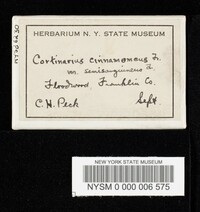 HERBARIUM N. Y. STATE MUSEUM
Cortinarius cinnamomeus Fr.
m. semisanguineus Fr.
Floodwood, Franklin Co.
C. H. Peck Sept.
NEW YORK STATE MUSEUM
NYSM 0 000 006 575